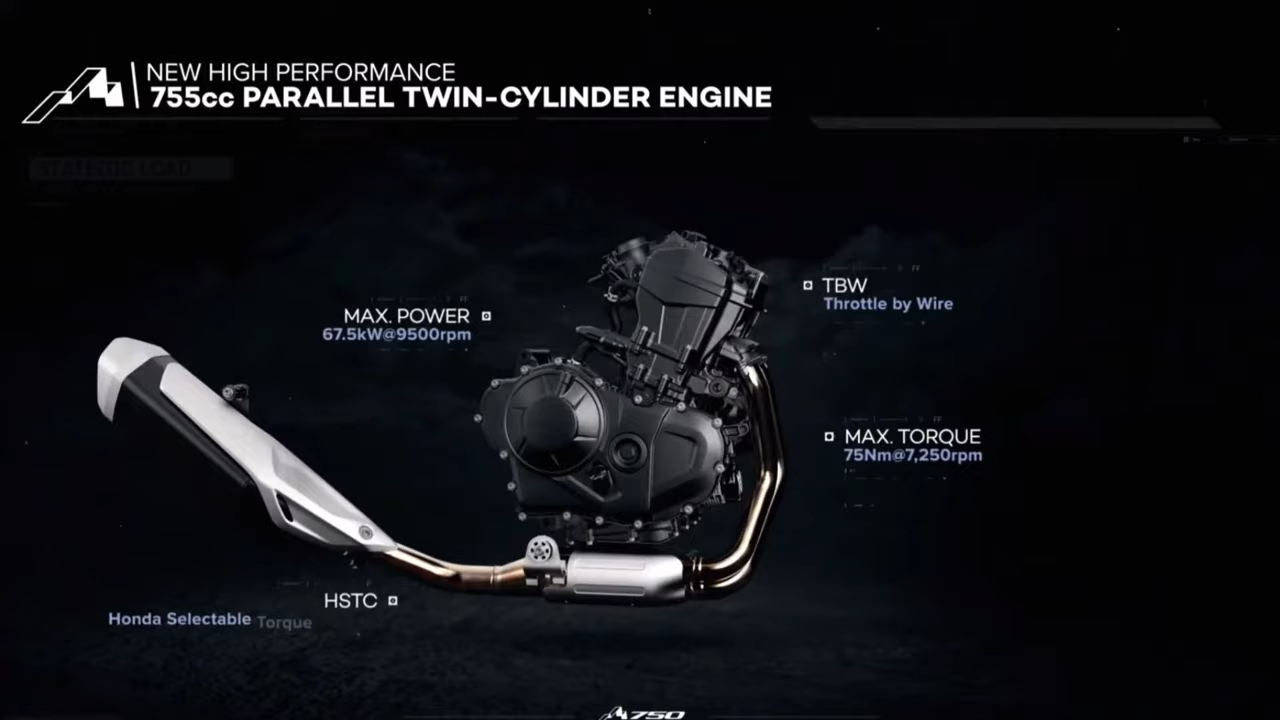 NEW HIGH PERFORMANCE
755cc PARALLEL TWIN-CYLINDER ENGINE
TBW
Throttle by Wire
MAX. POWER
67.5kW@9500rpm
MAX. TORQUE
75Nm@7,250rpm
HSTC
Honda Selectable Torque
750